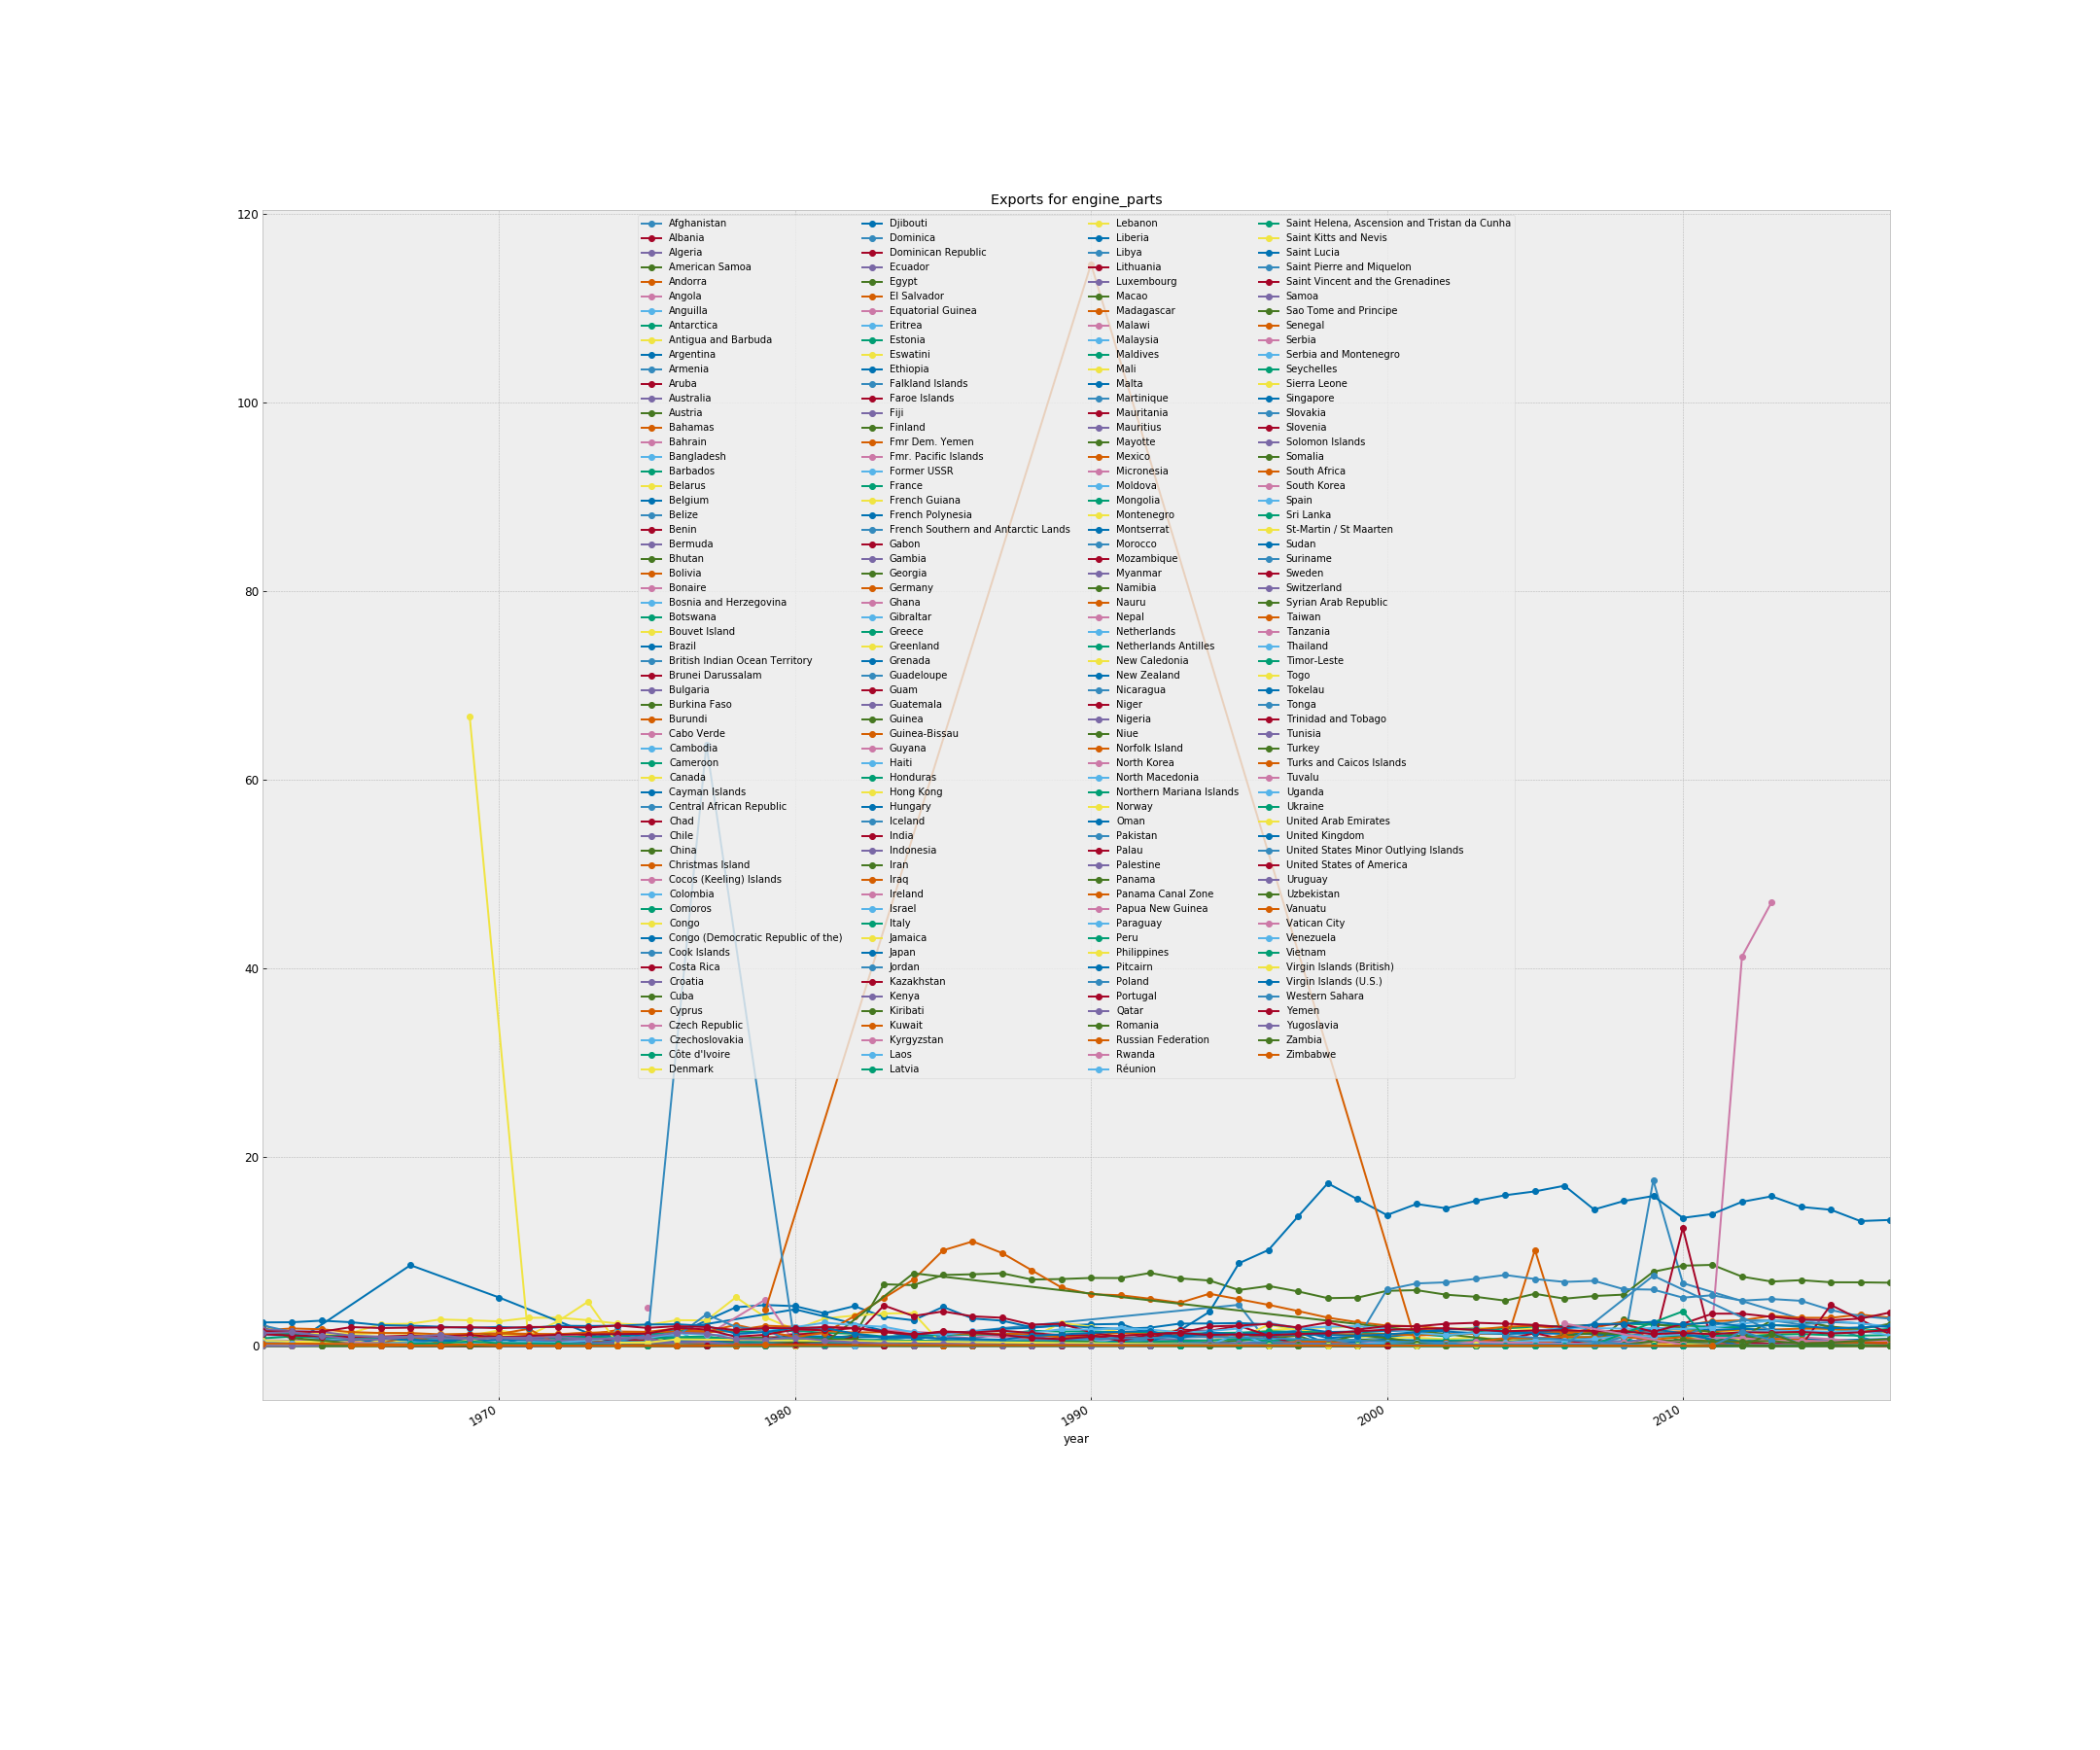 Exports for engine_parts
120
100
80
60
40
20
0
Afghanistan
Albania
Algeria
American Samoa
Andorra
Angola
Anguilla
Antarctica
Antigua and Barbuda
Argentina
Armenia
Aruba
Australia
Austria
Bahamas
Bahrain
Bangladesh
Barbados
Belarus
Belgium
Belize
Benin
Bermuda
Bhutan
Bolivia
Bonaire
Bosnia and Herzegovina
Botswana
Bouvet Island
Brazil
British Indian Ocean Territory
Brunei Darussalam
Bulgaria
Burkina Faso
Burundi
Cabo Verde
Cambodia
Cameroon
Canada
Cayman Islands
Central African Republic
Chad
Chile
China
Christmas Island
Cocos (Keeling) Islands
Colombia
Comoros
Congo
Congo (Democratic Republic of the)
Cook Islands
Costa Rica
Croatia
Cuba
Cyprus
Czech Republic
Czechoslovakia
Côte d'Ivoire
Denmark
Djibouti
Dominica
Dominican Republic
Ecuador
Egypt
El Salvador
Equatorial Guinea
Eritrea
Estonia
Eswatini
Ethiopia
Falkland Islands
Faroe Islands
Fiji
Finland
Fmr Dem. Yemen
Fmr. Pacific Islands
Former USSR
France
French Guiana
French Polynesia
French Southern and Antarctic Lands
Gabon
Gambia
Georgia
Germany
Ghana
Gibraltar
Greece
Greenland
Grenada
Guadeloupe
Guam
Guatemala
Guinea
Guinea-Bissau
Guyana
Haiti
Honduras
Hong Kong
Hungary
Iceland
India
Indonesia
Iran
Iraq
Ireland
Israel
Italy
Jamaica
Japan
Jordan
Kazakhstan
Kenya
Kiribati
Kuwait
Kyrgyzstan
Laos
Latvia
Lebanon
Liberia
Libya
Lithuania
Luxembourg
Macao
Madagascar
Malawi
Malaysia
Maldives
Mali
Malta
Martinique
Mauritania
Mauritius
Mayotte
Mexico
Micronesia
Moldova
Mongolia
Montenegro
Montserrat
Morocco
Mozambique
Myanmar
Namibia
Nauru
Nepal
Netherlands
Netherlands Antilles
New Caledonia
New Zealand
Nicaragua
Niger
Nigeria
Niue
Norfolk Island
North Korea
North Macedonia
Northern Mariana Islands
Norway
Oman
Pakistan
Palau
Palestine
Panama
Panama Canal Zone
Papua New Guinea
Paraguay
Peru
Philippines
Pitcairn
Poland
Portugal
Qatar
Romania
Russian Federation
Rwanda
Réunion
Saint Helena, Ascension and Tristan da Cunha
Saint Kitts and Nevis
Saint Lucia
Saint Pierre and Miquelon
Saint Vincent and the Grenadines
Samoa
Sao Tome and Principe
Senegal
Serbia
Serbia and Montenegro
Seychelles
Sierra Leone
Singapore
Slovakia
Slovenia
Solomon Islands
Somalia
South Africa
South Korea
Spain
Sri Lanka
St-Martin / St Maarten
Sudan
Suriname
Sweden
Switzerland
Syrian Arab Republic
Taiwan
Tanzania
Thailand
Timor-Leste
Togo
Tokelau
Tonga
Trinidad and Tobago
Tunisia
Turkey
Turks and Caicos Islands
Tuvalu
Uganda
Ukraine
United Arab Emirates
United Kingdom
United States Minor Outlying Islands
United States of America
Uruguay
Uzbekistan
Vanuatu
Vatican City
Venezuela
Vietnam
Virgin Islands (British)
Virgin Islands (U.S.)
Western Sahara
Yemen
Yugoslavia
Zambia
Zimbabwe
1970
1980
1990
2000
2010
year